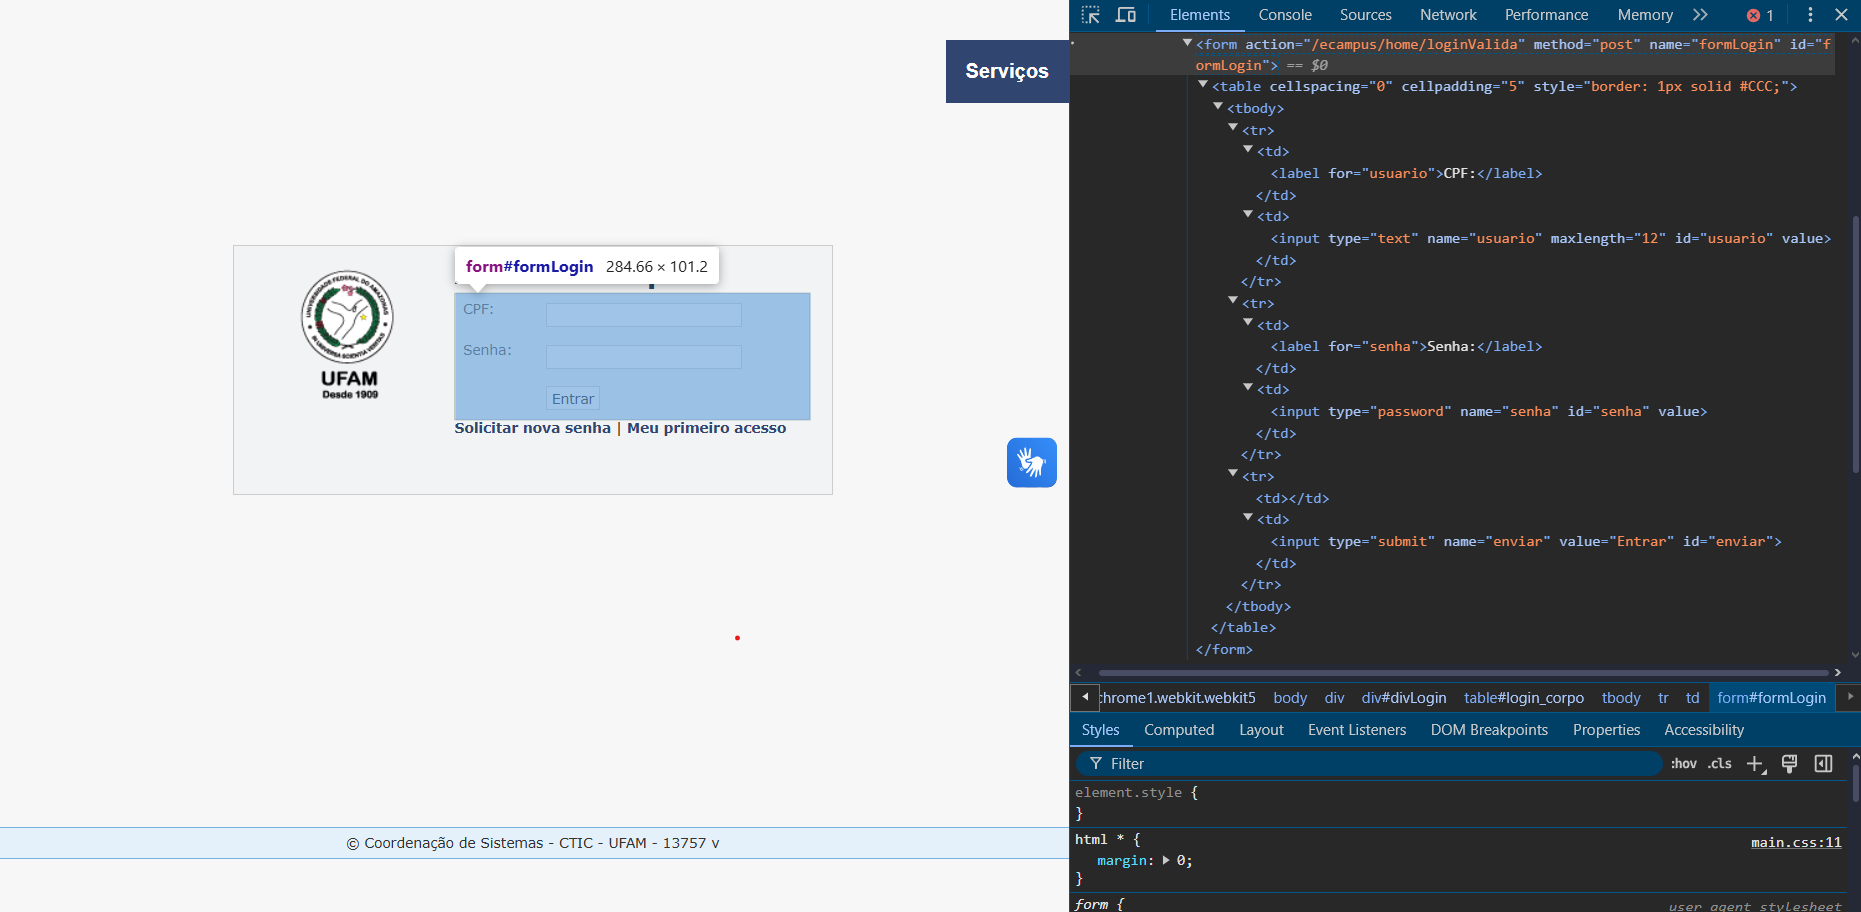 Serviços
form#formLogin 284.66 × 101.2
UNIVERSIDADE FEDERAL DO AMAZONAS
IN UNIVERSA SCIENTIA VERITAS
UFAM
Desde 1909
CPF:
Senha:
Entrar
Solicitar nova senha | Meu primeiro acesso
© Coordenação de Sistemas - CTIC - UFAM - 13757 v
Elements Console Sources Network Performance Memory 1
<form action="/ecampus/home/loginValida" method="post" name="formLogin" id="f
ormLogin"> == $0
<table cellspacing="0" cellpadding="5" style="border: 1px solid #CCC;">
<tbody>
<tr>
<td>
<label for="usuario">CPF:</label>
</td>
<td>
<input type="text" name="usuario" maxlength="12" id="usuario" value>
</td>
</tr>
<tr>
<td>
<label for="senha">Senha:</label>
</td>
<td>
<input type="password" name="senha" id="senha" value>
</td>
</tr>
<tr>
<td></td>
<td>
<input type="submit" name="enviar" value="Entrar" id="enviar">
</td>
</tr>
</tbody>
</table>
</form>
chrome1.webkit.webkit5 body div div#divLogin table#login_corpo tbody tr td form#formLogin
Styles Computed Layout Event Listeners DOM Breakpoints Properties Accessibility
Filter :hov .cls
element.style {
}
html * { main.css:11
margin: 0;
}
form { user agent stylesheet